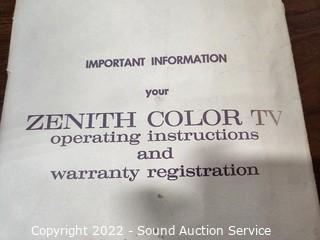 IMPORTANT INFORMATION
your
ZENITH COLOR TV
operating instructions
and
warranty registration
Copyright 2022 - Sound Auction Service